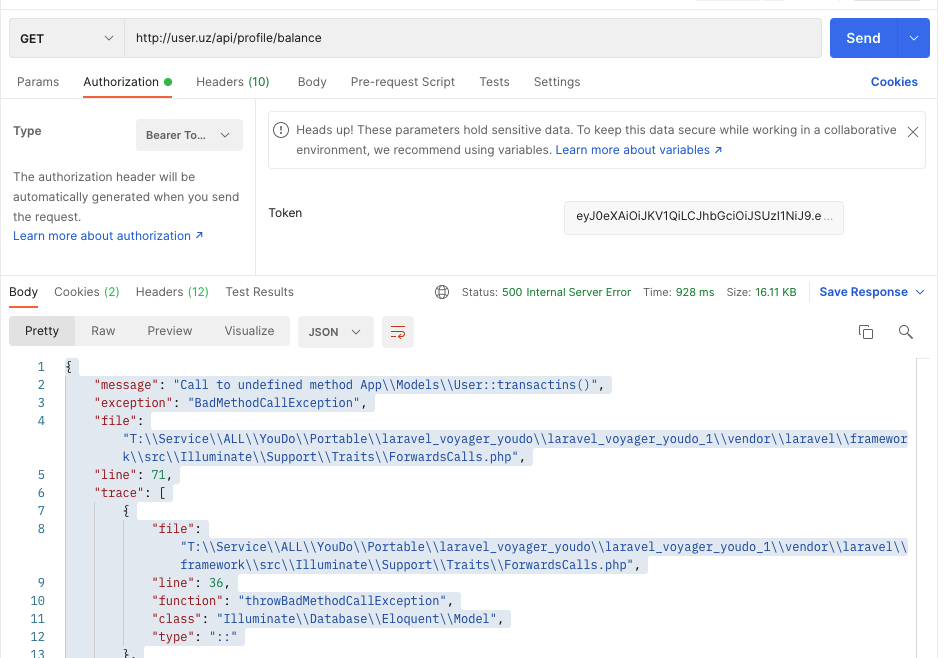 GET
http://user.uz/api/profile/balance
Send
Params Authorization Headers (10) Body Pre-request Script Tests Settings Cookies
Type
Bearer To...
The authorization header will be
automatically generated when you send
the request.
Learn more about authorization ↗
Heads up! These parameters hold sensitive data. To keep this data secure while working in a collaborative
environment, we recommend using variables. Learn more about variables ↗
Token
eyJ0eXAiOiJKV1QiLCJhbGciOiJSUzI1NiJ9.e ...
Body Cookies (2) Headers (12) Test Results
Status: 500 Internal Server Error Time: 928 ms Size: 16.11 KB Save Response
Pretty Raw Preview Visualize JSON
1 {
2 "message": "Call to undefined method App\\Models\\User::transactins()",
3 "exception": "BadMethodCallException",
4 "file":
"T:\\Service\\ALL\\YouDo\\Portable\\laravel_voyager_youdo\\laravel_voyager_youdo_1\\vendor\\laravel\\framewor
k\\src\\Illuminate\\Support\\Traits\\ForwardsCalls.php",
5 "line": 71,
6 "trace": [
7 {
8 "file":
"T:\\Service\\ALL\\YouDo\\Portable\\laravel_voyager_youdo\\laravel_voyager_youdo_1\\vendor\\laravel\\
framework\\src\\Illuminate\\Support\\Traits\\ForwardsCalls.php",
9 "line": 36,
10 "function": "throwBadMethodCallException",
11 "class": "Illuminate\\Database\\Eloquent\\Model",
12 "type": "::"
13 },